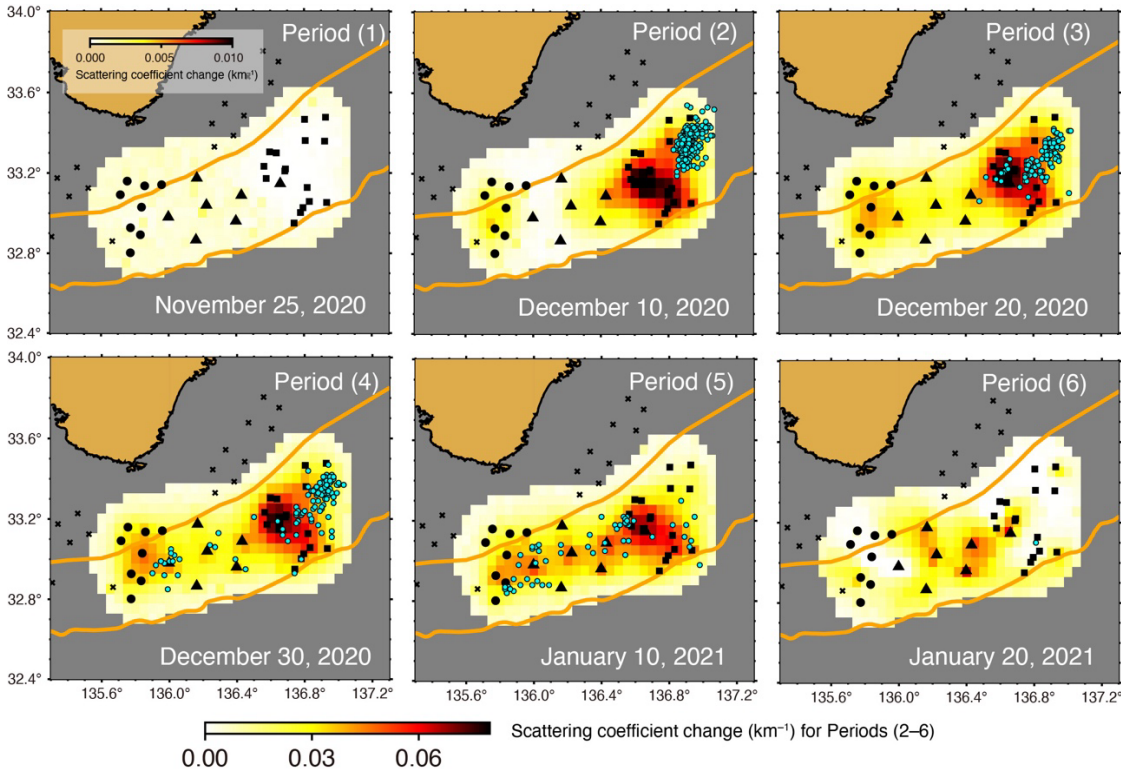 34.0°
33.6°
33.2°
32.8°
32.4°
0.000 0.005 0.010
Scattering coefficient change (km⁻¹)
Period (1)
November 25, 2020
Period (2)
December 10, 2020
Period (3)
December 20, 2020
34.0°
33.6°
33.2°
32.8°
32.4°
Period (4)
December 30, 2020
Period (5)
January 10, 2021
Period (6)
January 20, 2021
135.6° 136.0° 136.4° 136.8° 137.2°
135.6° 136.0° 136.4° 136.8° 137.2°
135.6° 136.0° 136.4° 136.8° 137.2°
0.00 0.03 0.06
Scattering coefficient change (km⁻¹) for Periods (2–6)